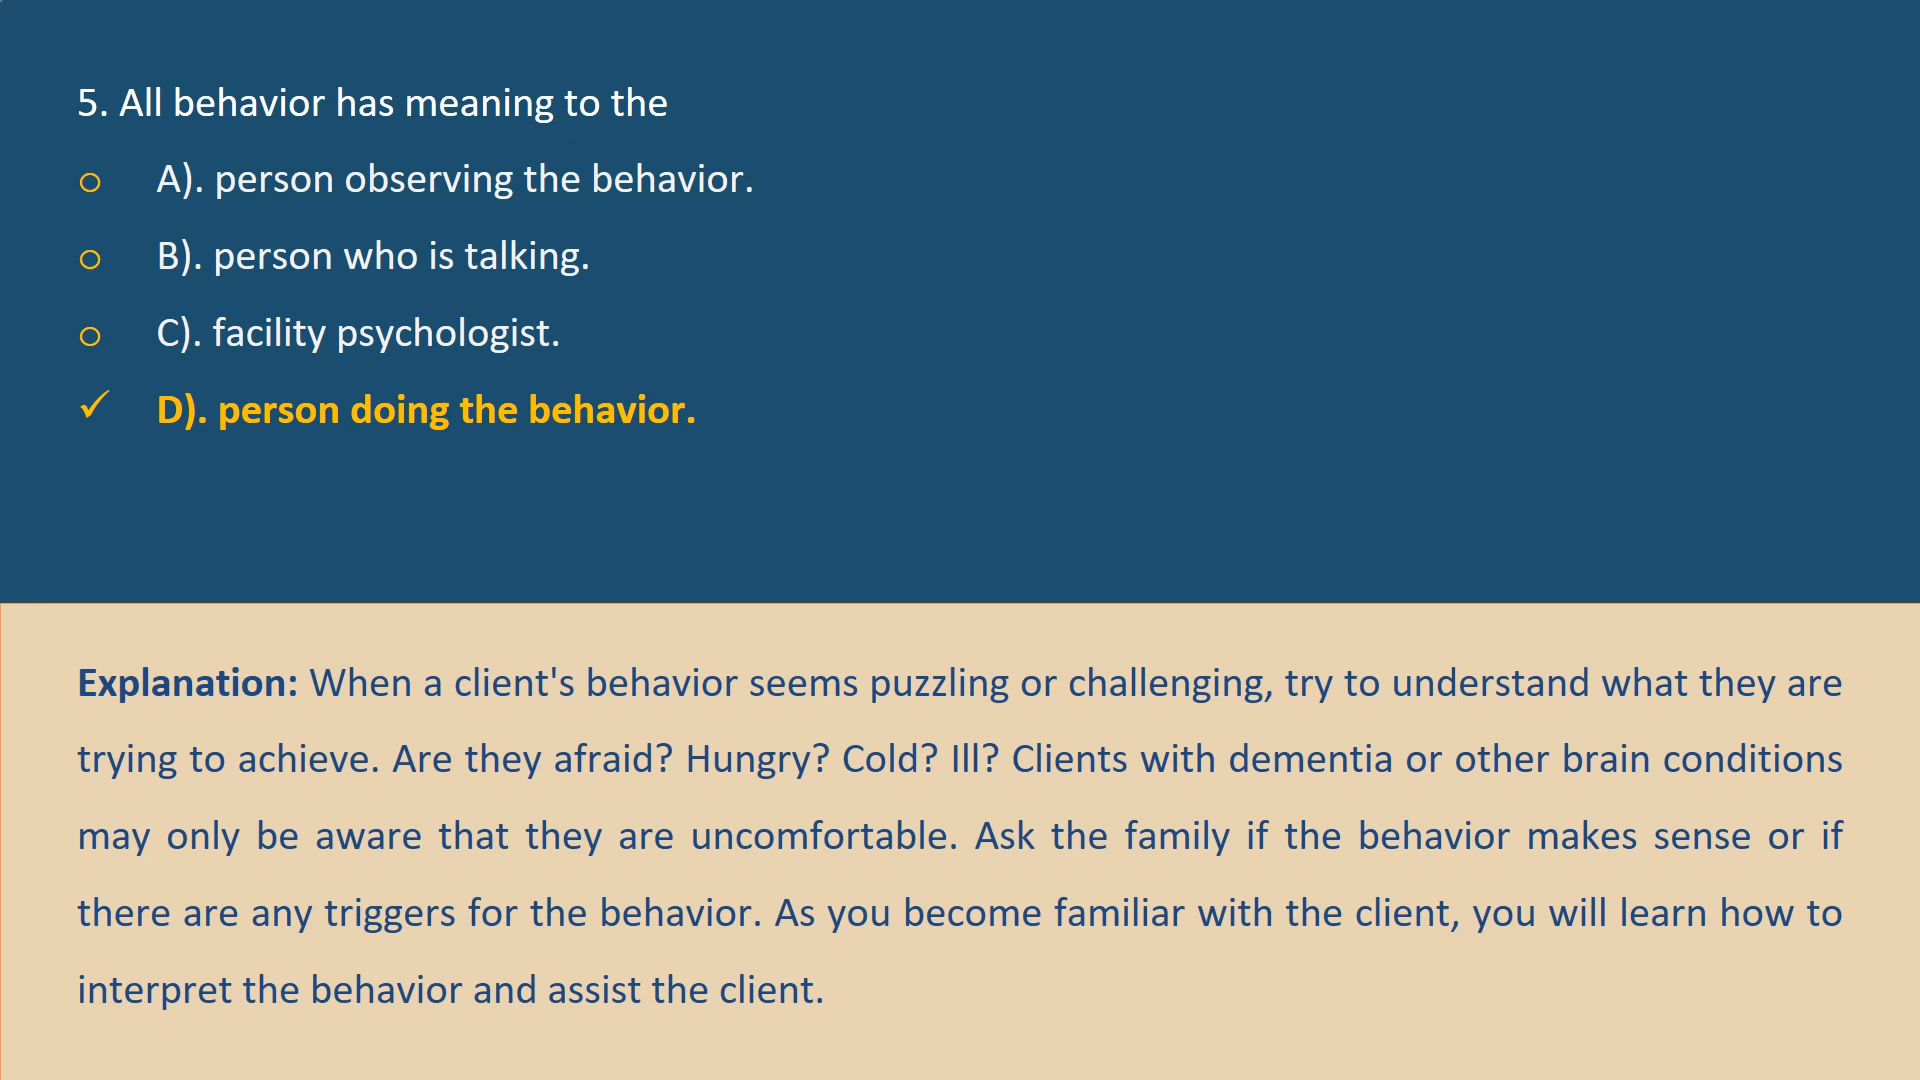 5. All behavior has meaning to the
o A). person observing the behavior.
o B). person who is talking.
o C). facility psychologist.
✓ D). person doing the behavior.
Explanation: When a client's behavior seems puzzling or challenging, try to understand what they are
trying to achieve. Are they afraid? Hungry? Cold? Ill? Clients with dementia or other brain conditions
may only be aware that they are uncomfortable. Ask the family if the behavior makes sense or if
there are any triggers for the behavior. As you become familiar with the client, you will learn how to
interpret the behavior and assist the client.